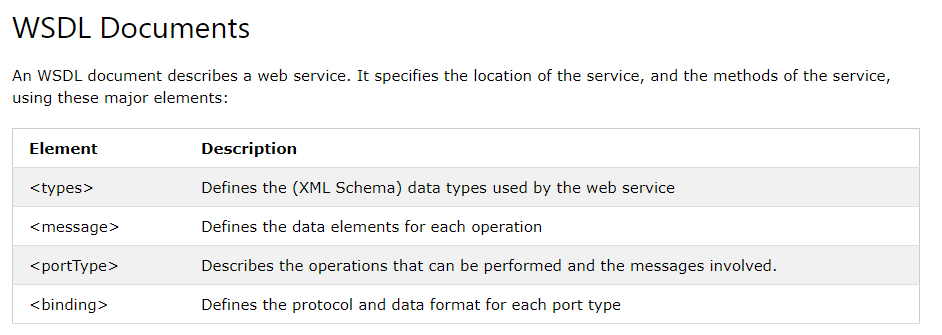 WSDL Documents
An WSDL document describes a web service. It specifies the location of the service, and the methods of the service,
using these major elements:
Element Description
<types> Defines the (XML Schema) data types used by the web service
<message> Defines the data elements for each operation
<portType> Describes the operations that can be performed and the messages involved.
<binding> Defines the protocol and data format for each port type